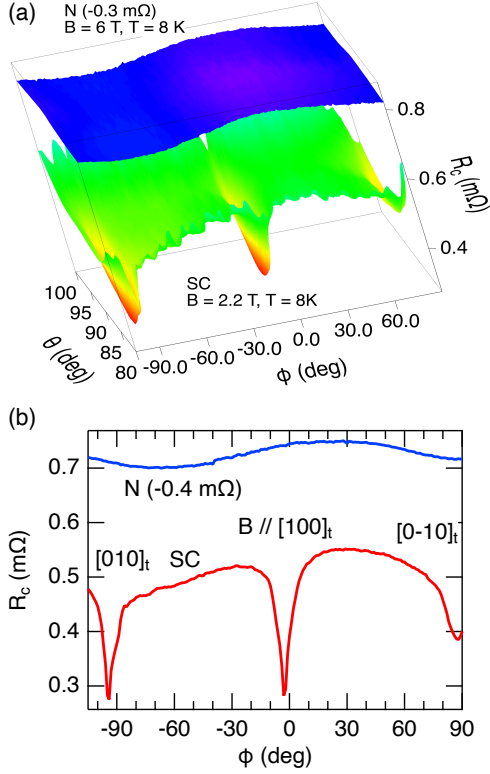 (a)
N (-0.3 mΩ)
B = 6 T, T = 8 K
0.8
0.6
0.4
R_c (mΩ)
SC
B = 2.2 T, T = 8K
100
95
90
85
80
θ (deg)
-90.0
-60.0
-30.0
0.0
30.0
60.0
ϕ (deg)
(b)
0.7
0.6
0.5
0.4
0.3
R_c (mΩ)
N (-0.4 mΩ)
B // [100]_t
[0-10]_t
[010]_t SC
-90 -60 -30 0 30 60 90
ϕ (deg)